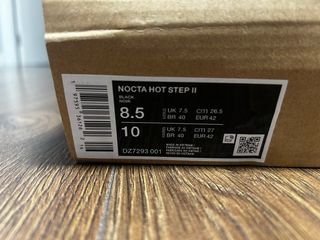 NOCTA HOT STEP II
BLACK
NOIR
8.5 UK 7.5 CM 26.5
BR 40 EUR 42
10 UK 7.5 CM 27
BR 40 EUR 42
DZ7293 001